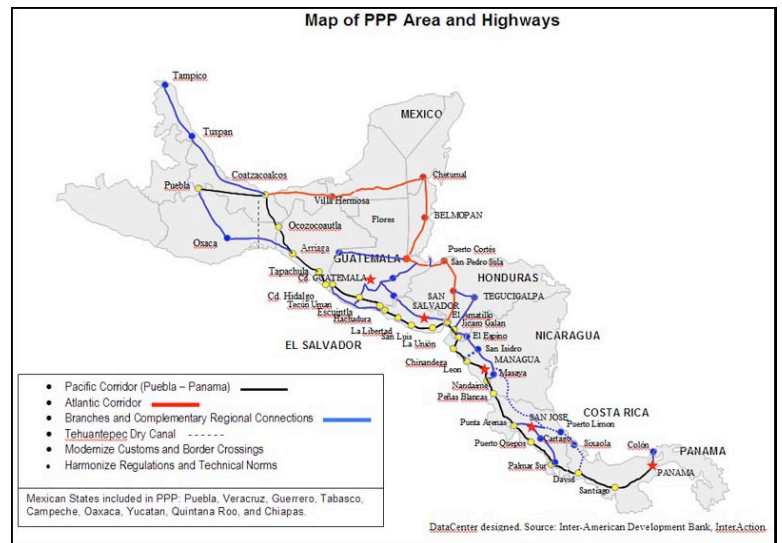 Map of PPP Area and Highways
Tampico
MEXICO
Tuxpan
Coatzacoalcos
Chetumal
Puebla
Villa Hermosa
Flores
BELMOPAN
Ocozocoautla
Oxaca
Arriaga
Puerto Cortés
GUATEMALA
San Pedro Isula
Tapachula
Cd. GUATEMALA
HONDURAS
Cd. Hidalgo
SAN
SALVADOR
TEGUCIGALPA
Tecún Uman
Escuintla
El Amatillo
Hachadura
Jicaro Galan
La Libertad
El Espino
NICARAGUA
San Luis
San Isidro
EL SALVADOR
La Unión
MANAGUA
Chinandega
Leon
Masaya
Nandaime
Peñas Blancas
COSTA RICA
SAN JOSE
Punta Arenas
Puerto Limon
Puerto Quepos
Cartago
Sixaola
Colón
PANAMA
Palmar Sur
David
PANAMA
Santiago
• Pacific Corridor (Puebla – Panama)
• Atlantic Corridor
• Branches and Complementary Regional Connections
• Tehuantepec Dry Canal
• Modernize Customs and Border Crossings
• Harmonize Regulations and Technical Norms
Mexican States included in PPP: Puebla, Veracruz, Guerrero, Tabasco,
Campeche, Oaxaca, Yucatan, Quintana Roo, and Chiapas.
DataCenter designed. Source: Inter-American Development Bank, InterAction.